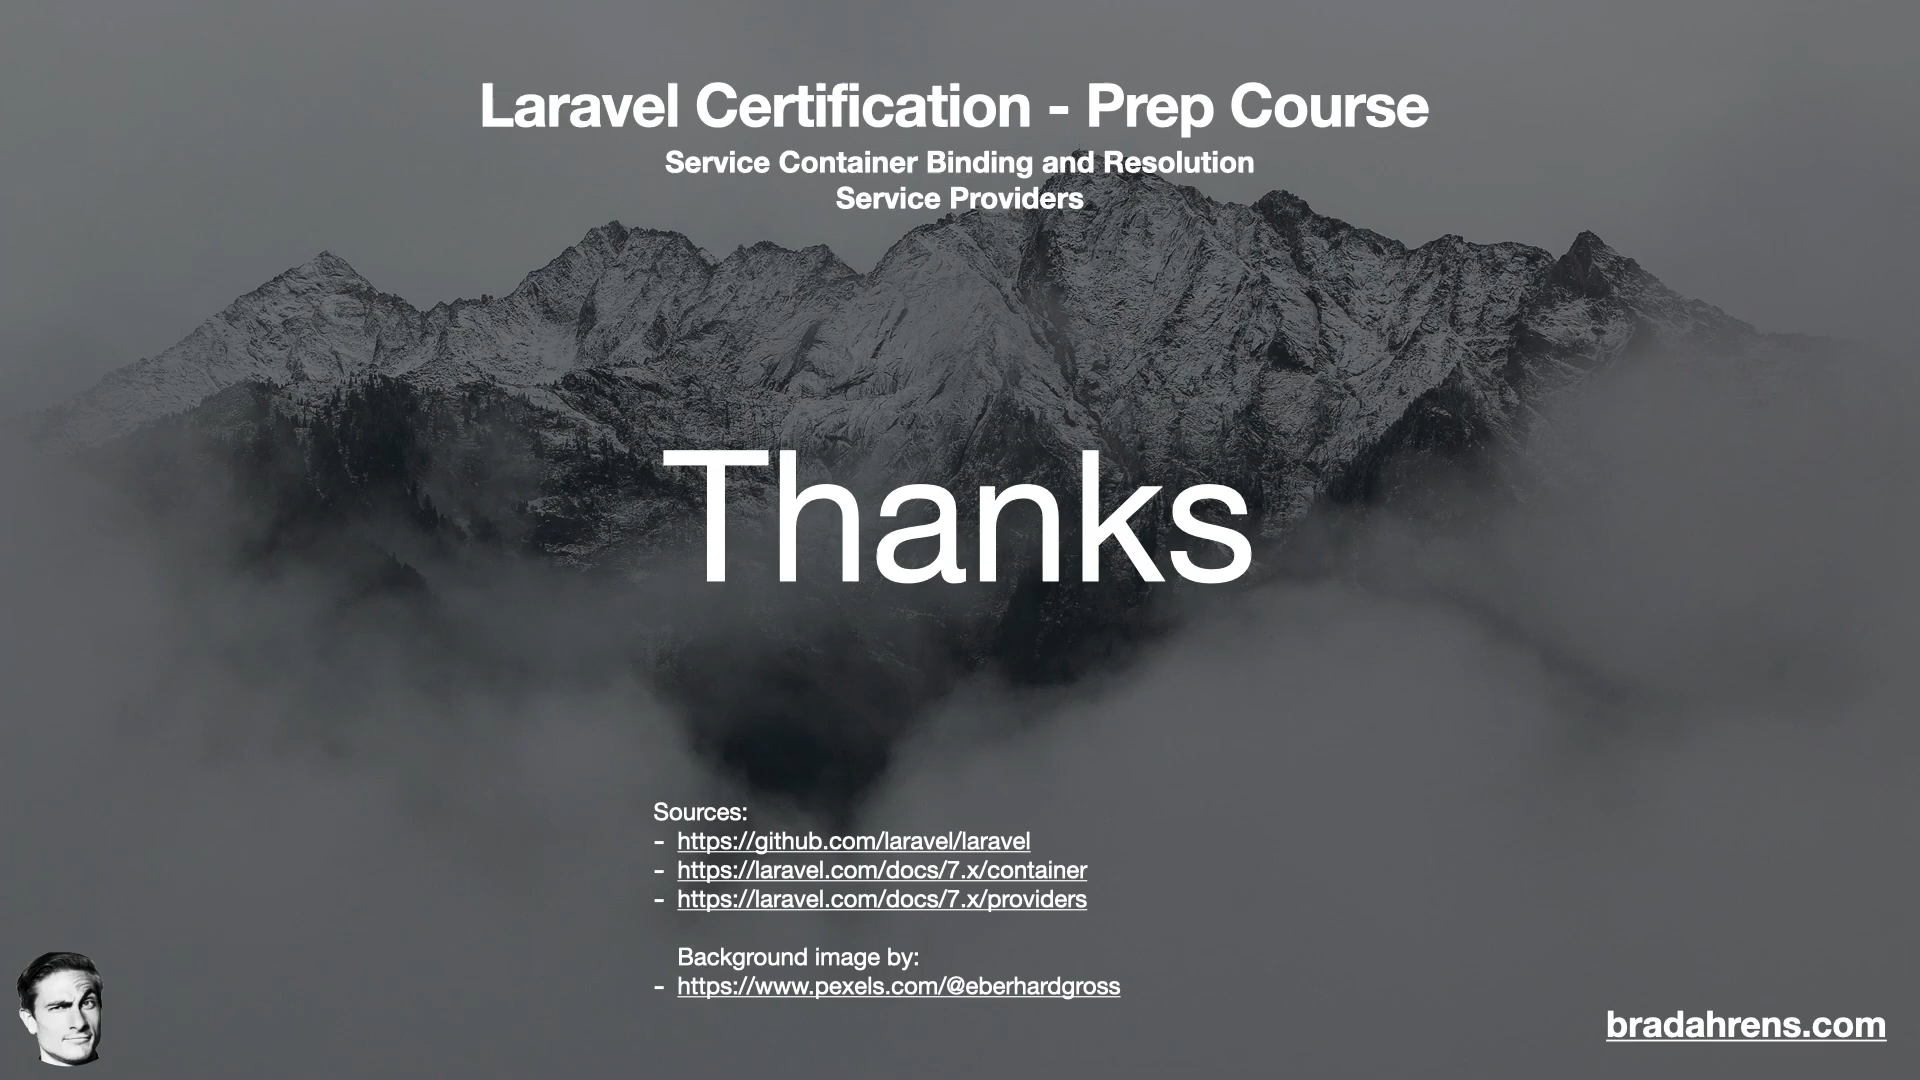 Laravel Certification - Prep Course
Service Container Binding and Resolution
Service Providers
Thanks
Sources:
- https://github.com/laravel/laravel
- https://laravel.com/docs/7.x/container
- https://laravel.com/docs/7.x/providers
Background image by:
- https://www.pexels.com/@eberhardgross
bradahrens.com